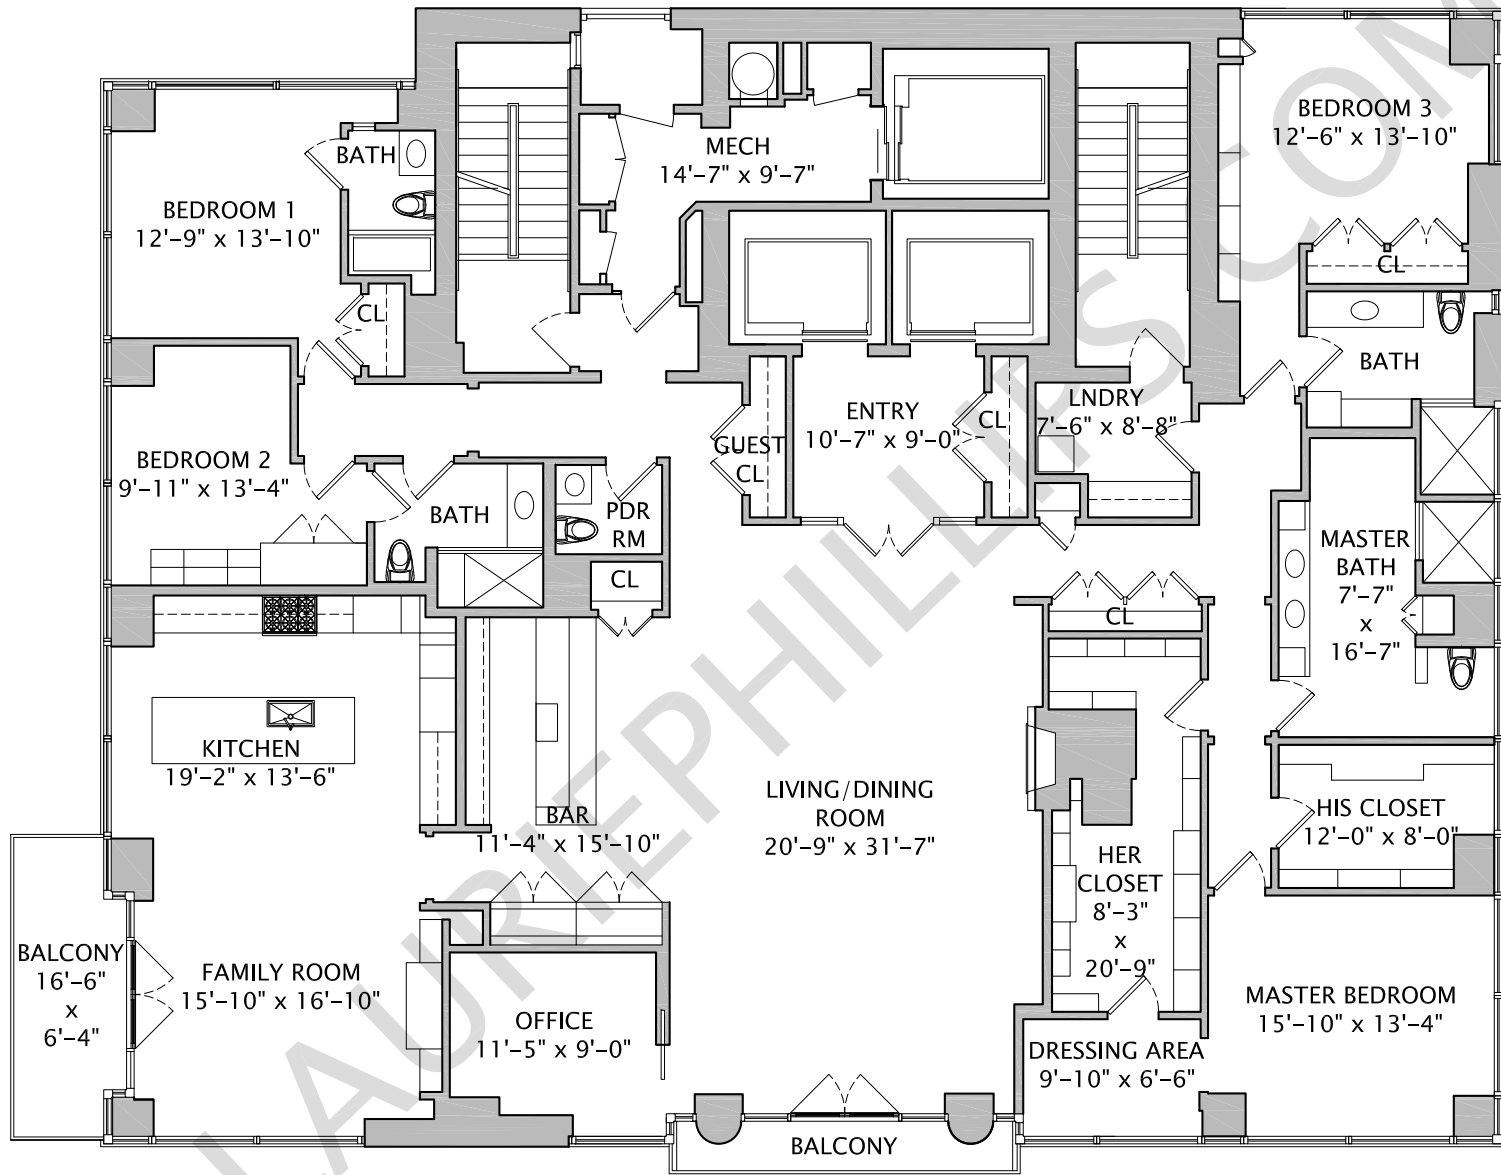 BEDROOM 3
12'–6" x 13'–10"
MECH
14'–7" x 9'–7"
BATH
BEDROOM 1
12'–9" x 13'–10"
CL
CL
BATH
LNDRY
7'–6" x 8'–8"
ENTRY
10'–7" x 9'–0"
CL
GUEST
CL
BEDROOM 2
9'–11" x 13'–4"
BATH
PDR
RM
CL
MASTER
BATH
7'–7"
x
16'–7"
CL
KITCHEN
19'–2" x 13'–6"
BAR
11'–4" x 15'–10"
LIVING/DINING
ROOM
20'–9" x 31'–7"
HIS CLOSET
12'–0" x 8'–0"
HER
CLOSET
8'–3"
x
20'–9"
BALCONY
16'–6"
x
6'–4"
FAMILY ROOM
15'–10" x 16'–10"
OFFICE
11'–5" x 9'–0"
MASTER BEDROOM
15'–10" x 13'–4"
DRESSING AREA
9'–10" x 6'–6"
BALCONY
LAURIEPHILLIPS.COM